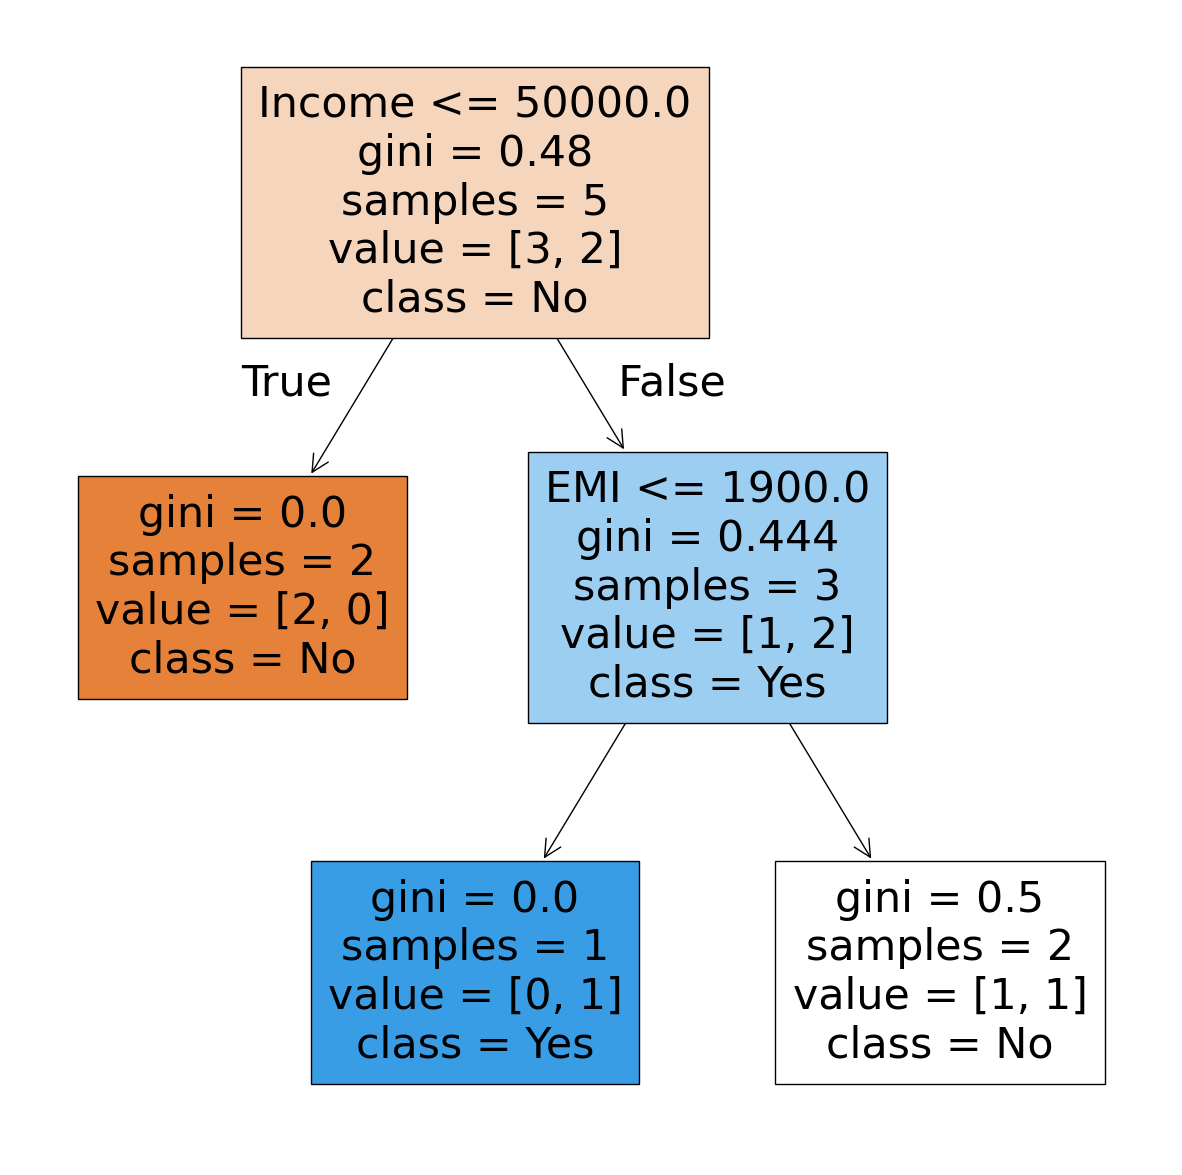 Income <= 50000.0
gini = 0.48
samples = 5
value = [3, 2]
class = No
True
False
gini = 0.0
samples = 2
value = [2, 0]
class = No
EMI <= 1900.0
gini = 0.444
samples = 3
value = [1, 2]
class = Yes
gini = 0.0
samples = 1
value = [0, 1]
class = Yes
gini = 0.5
samples = 2
value = [1, 1]
class = No